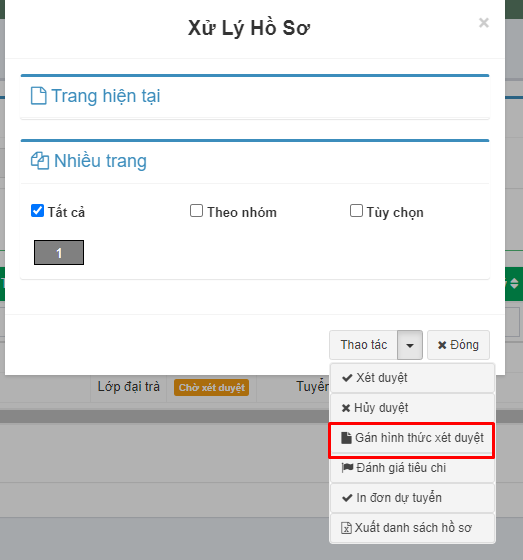 Xử Lý Hồ Sơ
×
Trang hiện tại
Nhiều trang
Tất cả Theo nhóm Tùy chọn
1
Thao tác Đóng
Lớp đại trà Chờ xét duyệt Tuyển
Xét duyệt
Hủy duyệt
Gán hình thức xét duyệt
Đánh giá tiêu chi
In đơn dự tuyển
Xuất danh sách hồ sơ